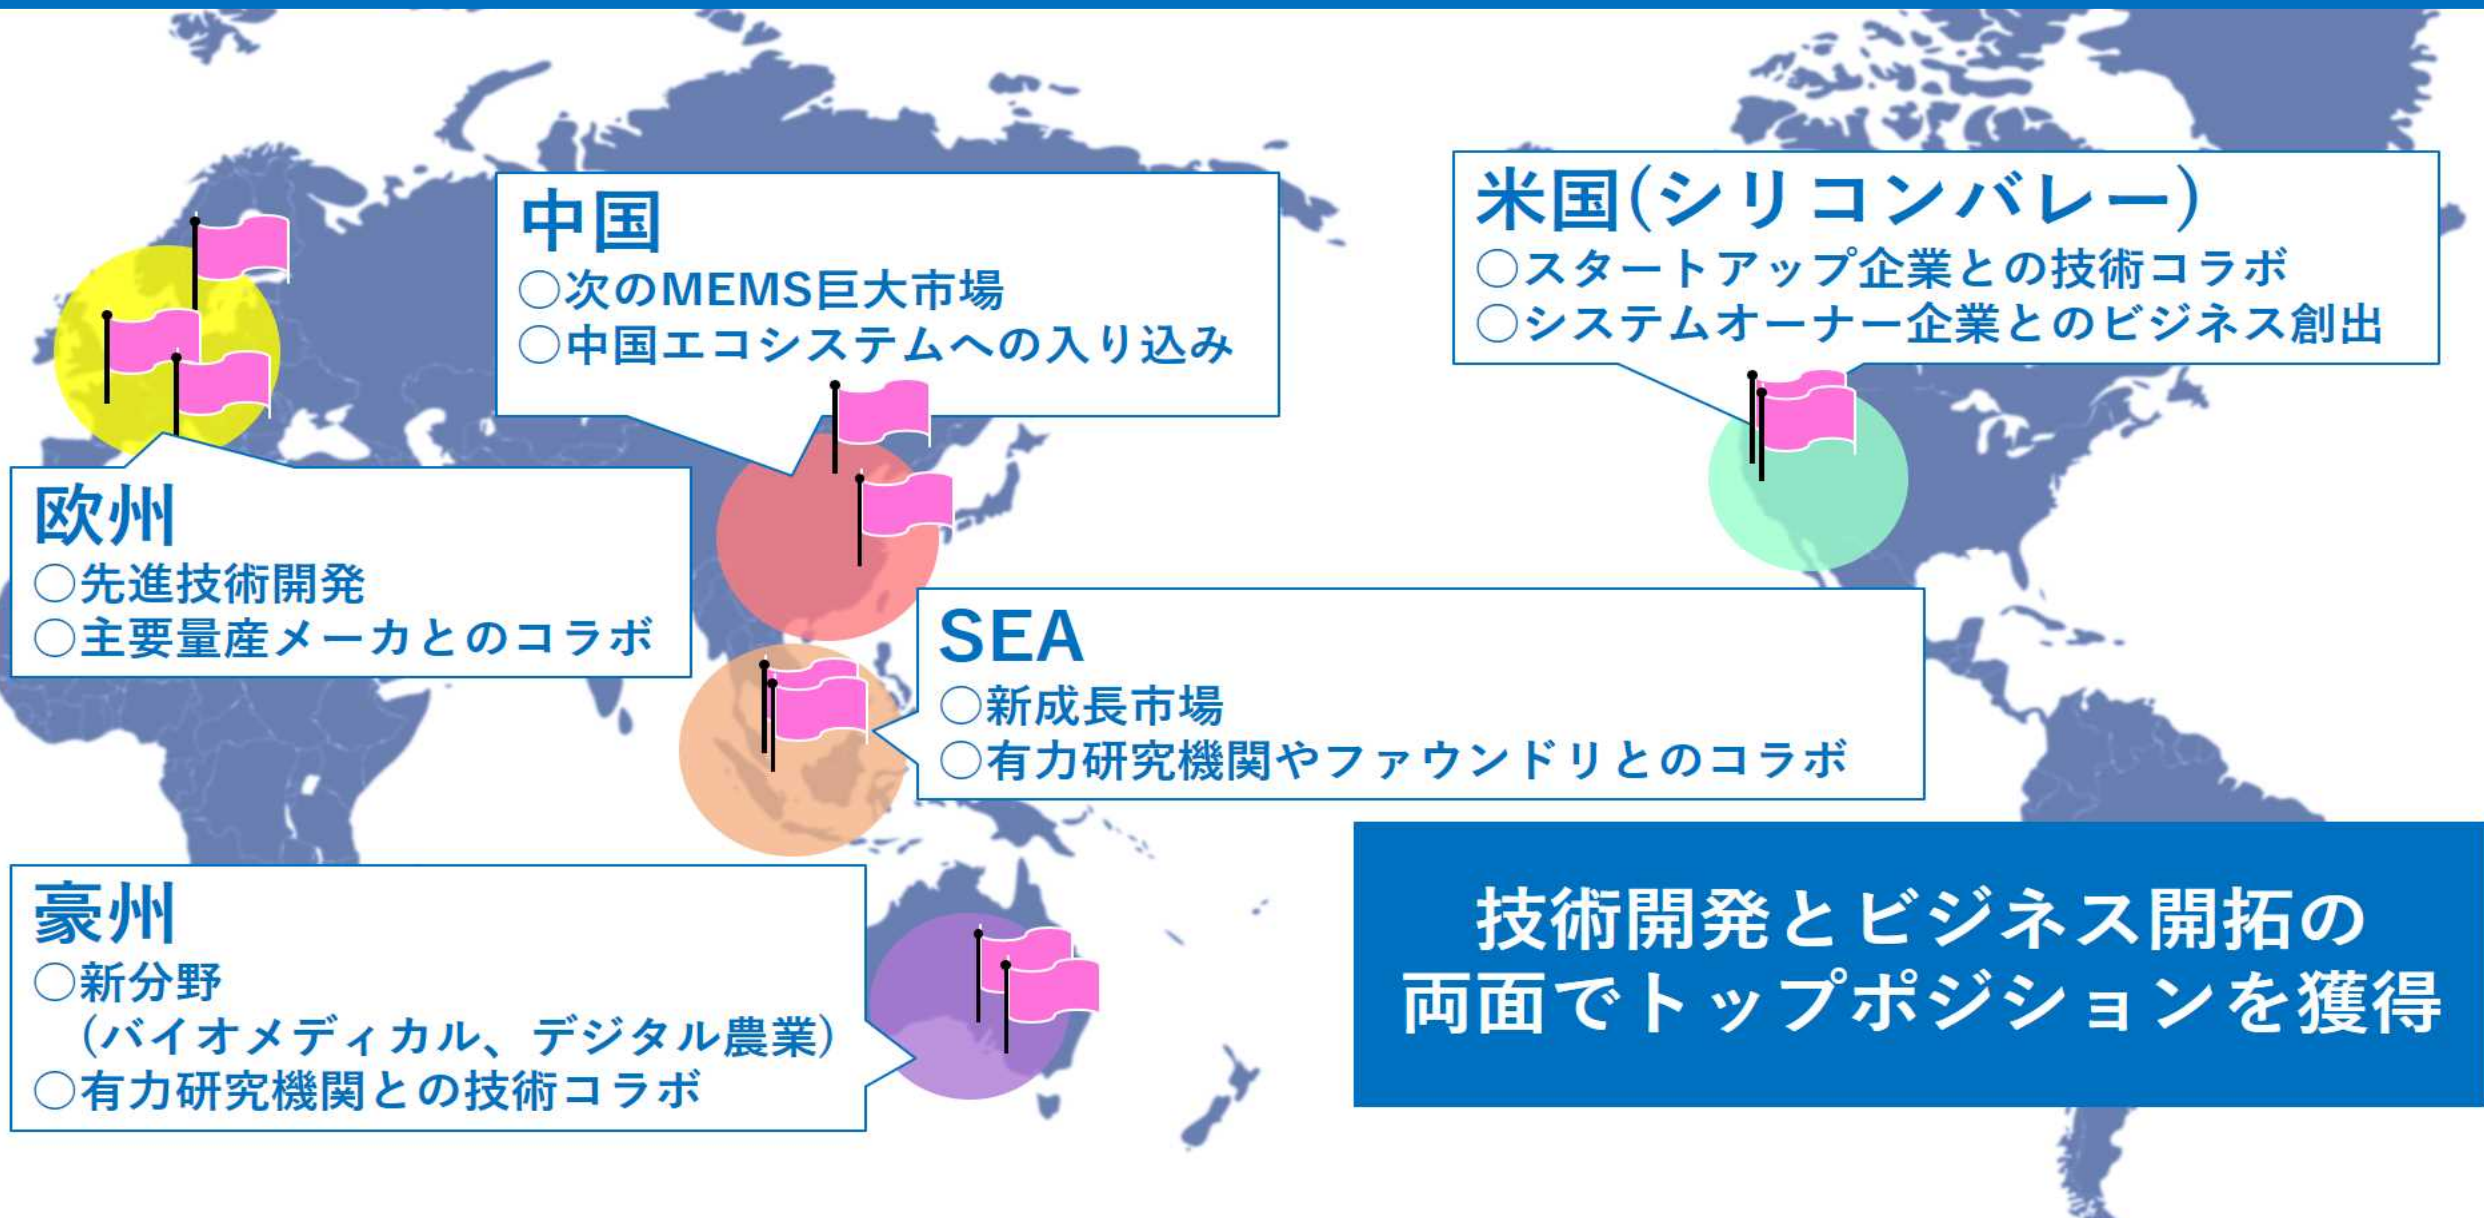 中国
○次のMEMS巨大市場
○中国エコシステムへの入り込み
米国(シリコンバレー)
○スタートアップ企業との技術コラボ
○システムオーナー企業とのビジネス創出
欧州
○先進技術開発
○主要量産メーカとのコラボ
SEA
○新成長市場
○有力研究機関やファウンドリとのコラボ
豪州
○新分野
(バイオメディカル、デジタル農業)
○有力研究機関との技術コラボ
技術開発とビジネス開拓の
両面でトップポジションを獲得